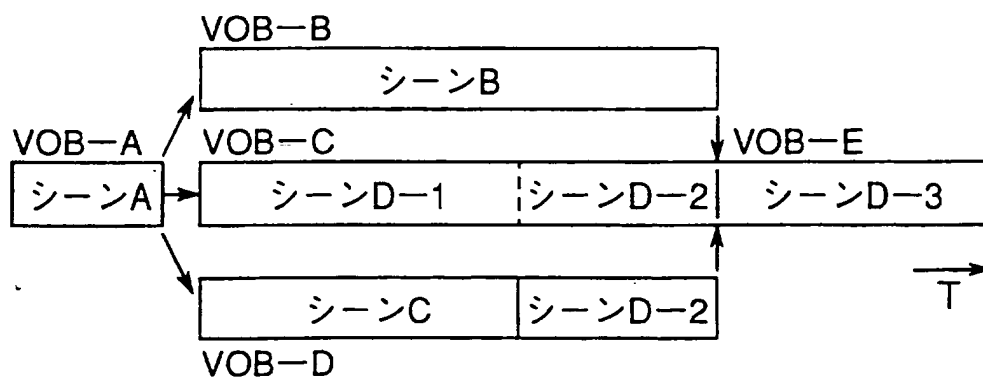 VOB－B
シーンB
VOB－A
VOB－C
VOB－E
シーンA
シーンD－1
シーンD－2
シーンD－3
シーンC
シーンD－2
T
VOB－D